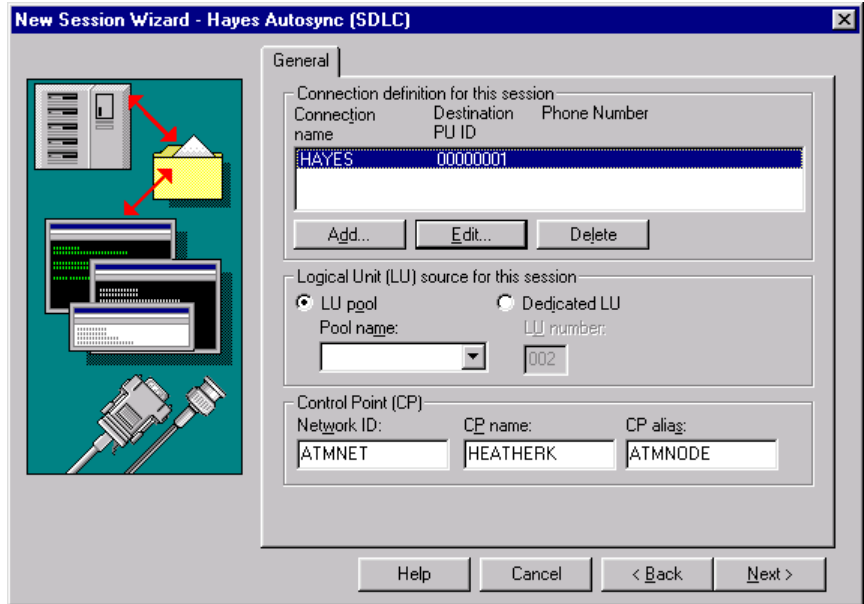 New Session Wizard - Hayes Autosync (SDLC)
General
Connection definition for this session
Connection name Destination PU ID Phone Number
HAYES 00000001
Add... Edit... Delete
Logical Unit (LU) source for this session
LU pool Dedicated LU
Pool name: LU number:
002
Control Point (CP)
Network ID: CP name: CP alias:
ATMNET HEATHERK ATMNODE
Help Cancel < Back Next >